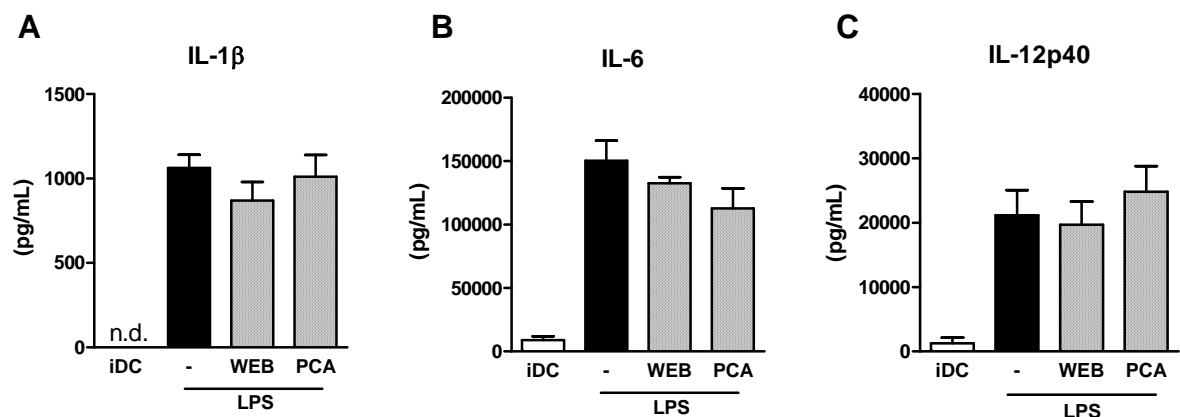 A
IL-1β
1500
1000
500
0
(pg/mL)
n.d.
iDC - WEB PCA
LPS
B
IL-6
200000
150000
100000
50000
0
(pg/mL)
iDC - WEB PCA
LPS
C
IL-12p40
40000
30000
20000
10000
0
(pg/mL)
iDC - WEB PCA
LPS